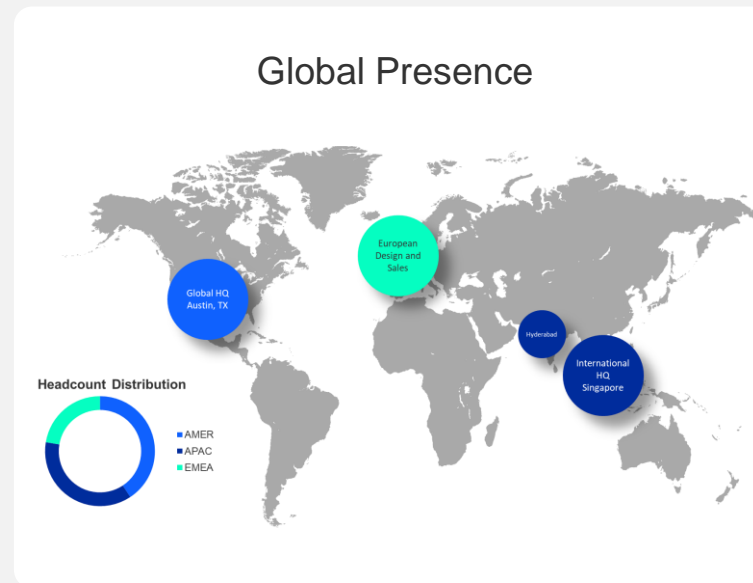 Global Presence
European
Design and
Sales
Global HQ
Austin, TX
Hyderabad
International
HQ
Singapore
Headcount Distribution
AMER
APAC
EMEA